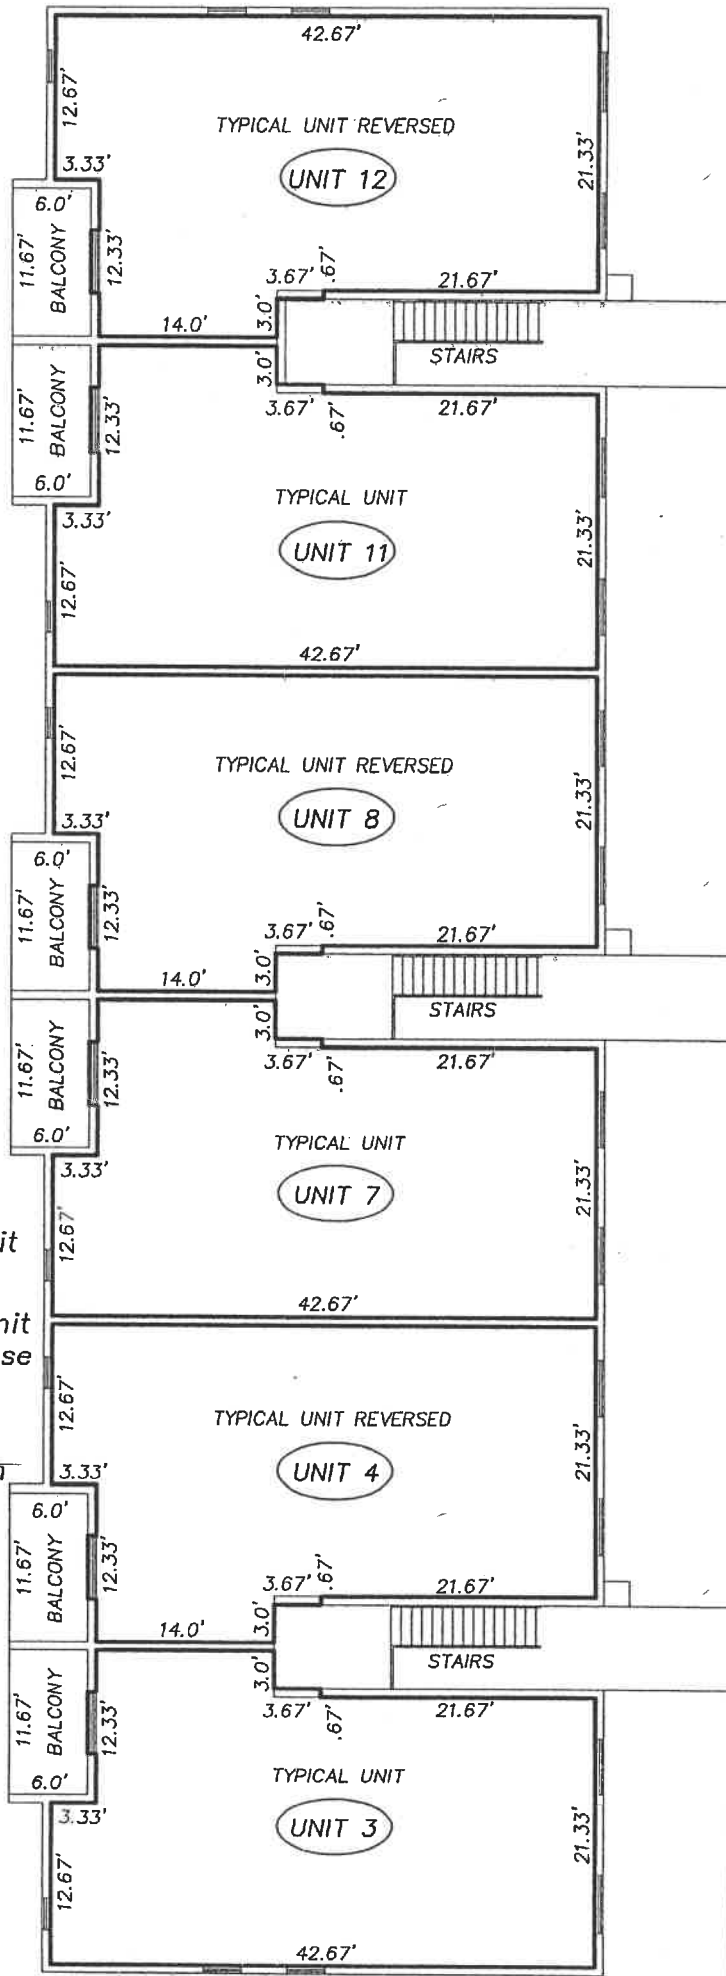 42.67'
12.67'
TYPICAL UNIT REVERSED
UNIT 12
21.33'
3.33'
6.0'
11.67'
BALCONY
12.33'
3.67'
.67'
21.67'
14.0'
3.0'
STAIRS
3.0'
11.67'
BALCONY
12.33'
3.67'
.67'
21.67'
6.0'
3.33'
TYPICAL UNIT
UNIT 11
21.33'
12.67'
42.67'
12.67'
TYPICAL UNIT REVERSED
UNIT 8
21.33'
3.33'
6.0'
11.67'
BALCONY
12.33'
3.67'
.67'
21.67'
14.0'
3.0'
STAIRS
3.0'
11.67'
BALCONY
12.33'
3.67'
.67'
21.67'
6.0'
3.33'
TYPICAL UNIT
UNIT 7
21.33'
12.67'
it
42.67'
nit
se
12.67'
TYPICAL UNIT REVERSED
UNIT 4
21.33'
3.33'
6.0'
11.67'
BALCONY
12.33'
3.67'
.67'
21.67'
14.0'
3.0'
STAIRS
3.0'
11.67'
BALCONY
12.33'
3.67'
.67'
21.67'
6.0'
3.33'
TYPICAL UNIT
UNIT 3
21.33'
12.67'
42.67'